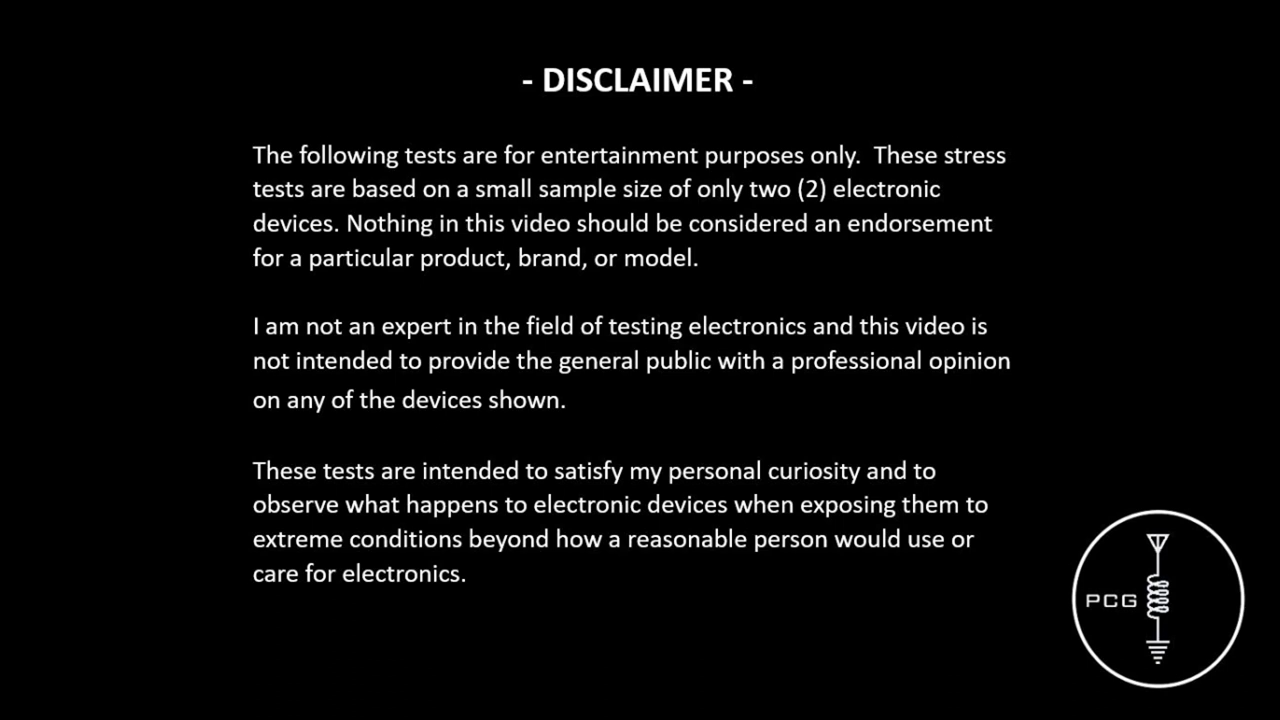 - DISCLAIMER -
The following tests are for entertainment purposes only.  These stress
tests are based on a small sample size of only two (2) electronic
devices. Nothing in this video should be considered an endorsement
for a particular product, brand, or model.
I am not an expert in the field of testing electronics and this video is
not intended to provide the general public with a professional opinion
on any of the devices shown.
These tests are intended to satisfy my personal curiosity and to
observe what happens to electronic devices when exposing them to
extreme conditions beyond how a reasonable person would use or
care for electronics.
PCG